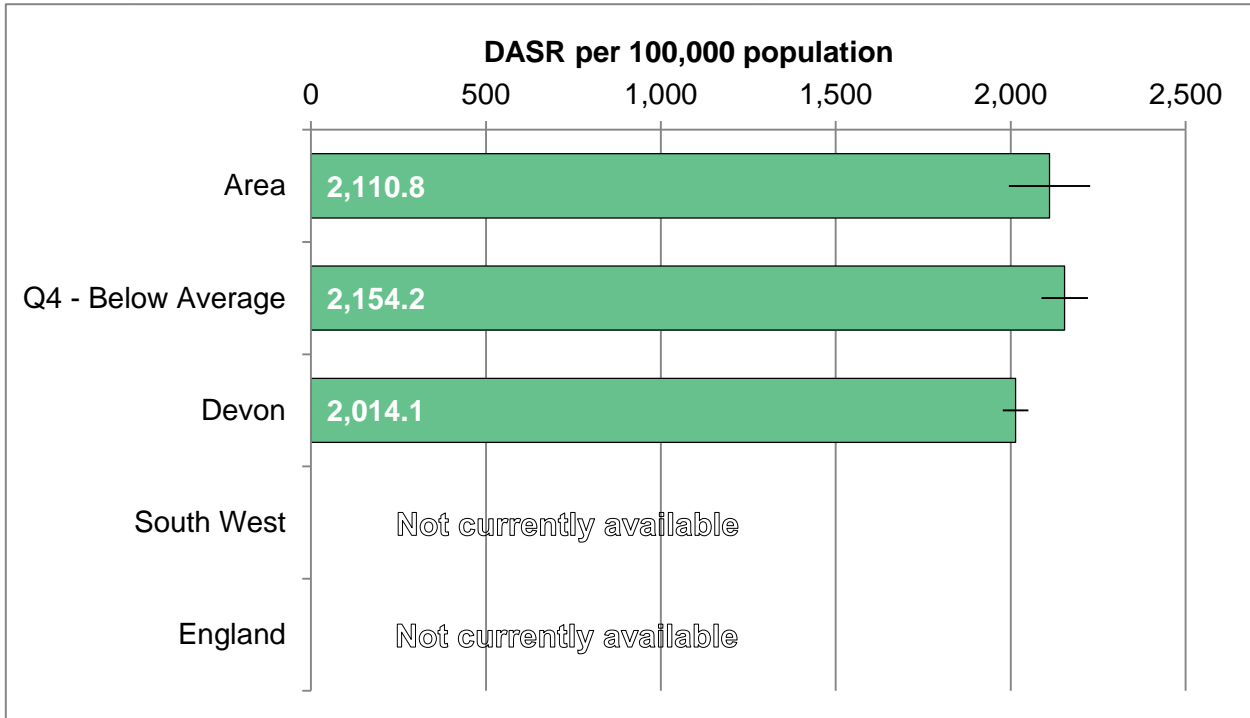 DASR per 100,000 population
0 500 1,000 1,500 2,000 2,500
Area 2,110.8
Q4 - Below Average 2,154.2
Devon 2,014.1
South West Not currently available
England Not currently available